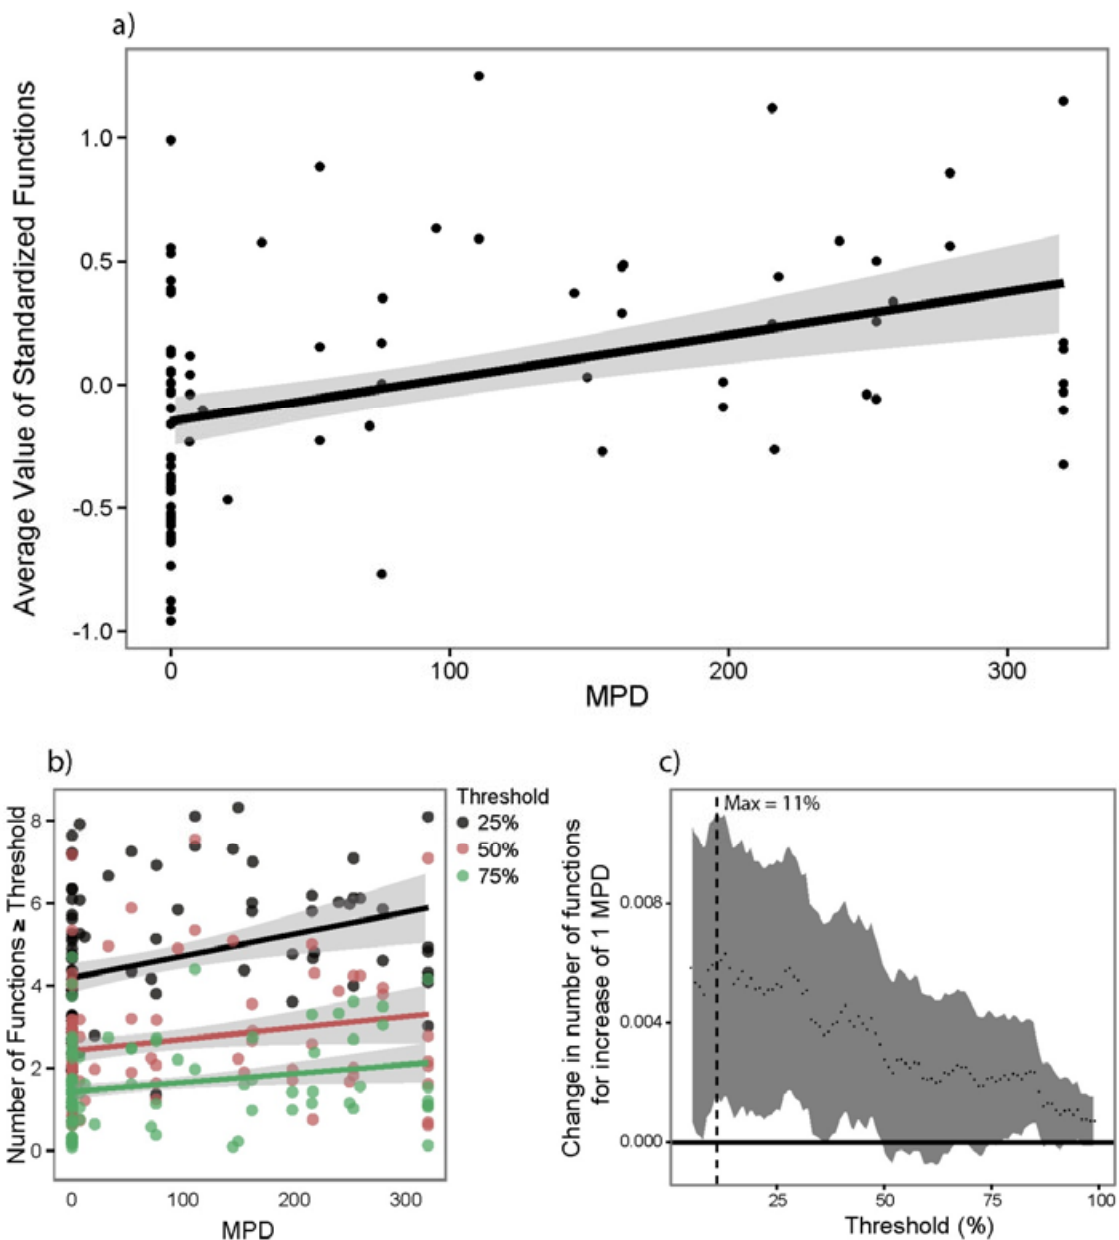 a)
Average Value of Standardized Functions
1.0
0.5
0.0
-0.5
-1.0
0 100 200 300
MPD
b)
Number of Functions ≥ Threshold
8
6
4
2
0
0 100 200 300
MPD
Threshold
25%
50%
75%
c)
Change in number of functions
for increase of 1 MPD
Max = 11%
0.008
0.004
0.000
25 50 75 100
Threshold (%)